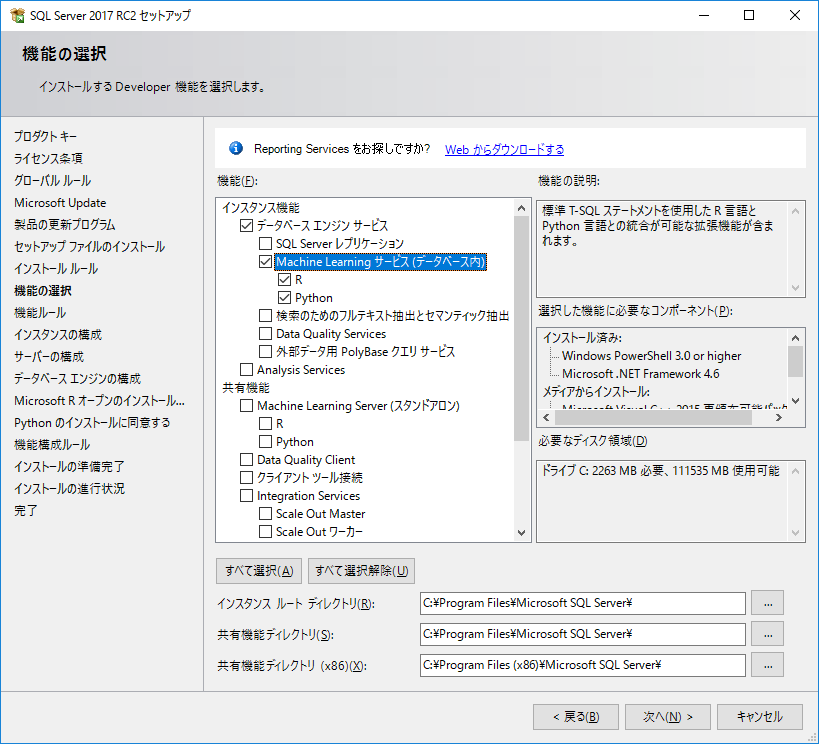 SQL Server 2017 RC2 セットアップ
機能の選択
インストールする Developer 機能を選択します。
プロダクト キー
ライセンス条項
グローバル ルール
Microsoft Update
製品の更新プログラム
セットアップ ファイルのインストール
インストール ルール
機能の選択
機能ルール
インスタンスの構成
サーバーの構成
データベース エンジンの構成
Microsoft R オープンのインストール...
Python のインストールに同意する
機能構成ルール
インストールの準備完了
インストールの進行状況
完了
Reporting Services をお探しですか? Web からダウンロードする
機能(F):
インスタンス機能
データベース エンジン サービス
SQL Server レプリケーション
Machine Learning サービス (データベース内)
R
Python
検索のためのフルテキスト抽出とセマンティック抽出
Data Quality Services
外部データ用 PolyBase クエリ サービス
Analysis Services
共有機能
Machine Learning Server (スタンドアロン)
R
Python
Data Quality Client
クライアント ツール接続
Integration Services
Scale Out Master
Scale Out ワーカー
機能の説明:
標準 T-SQL ステートメントを使用した R 言語と
Python 言語との統合が可能な拡張機能が含ま
れます。
選択した機能に必要なコンポーネント(P):
インストール済み:
Windows PowerShell 3.0 or higher
Microsoft .NET Framework 4.6
メディアからインストール:
Microsoft Visual C++ 2015 再頒布可能パック
必要なディスク領域(D)
ドライブ C: 2263 MB 必要、111535 MB 使用可能
すべて選択(A) すべて選択解除(U)
インスタンス ルート ディレクトリ(R): C:¥Program Files¥Microsoft SQL Server¥ ...
共有機能ディレクトリ(S): C:¥Program Files¥Microsoft SQL Server¥ ...
共有機能ディレクトリ (x86)(X): C:¥Program Files (x86)¥Microsoft SQL Server¥ ...
< 戻る(B) 次へ(N) > キャンセル